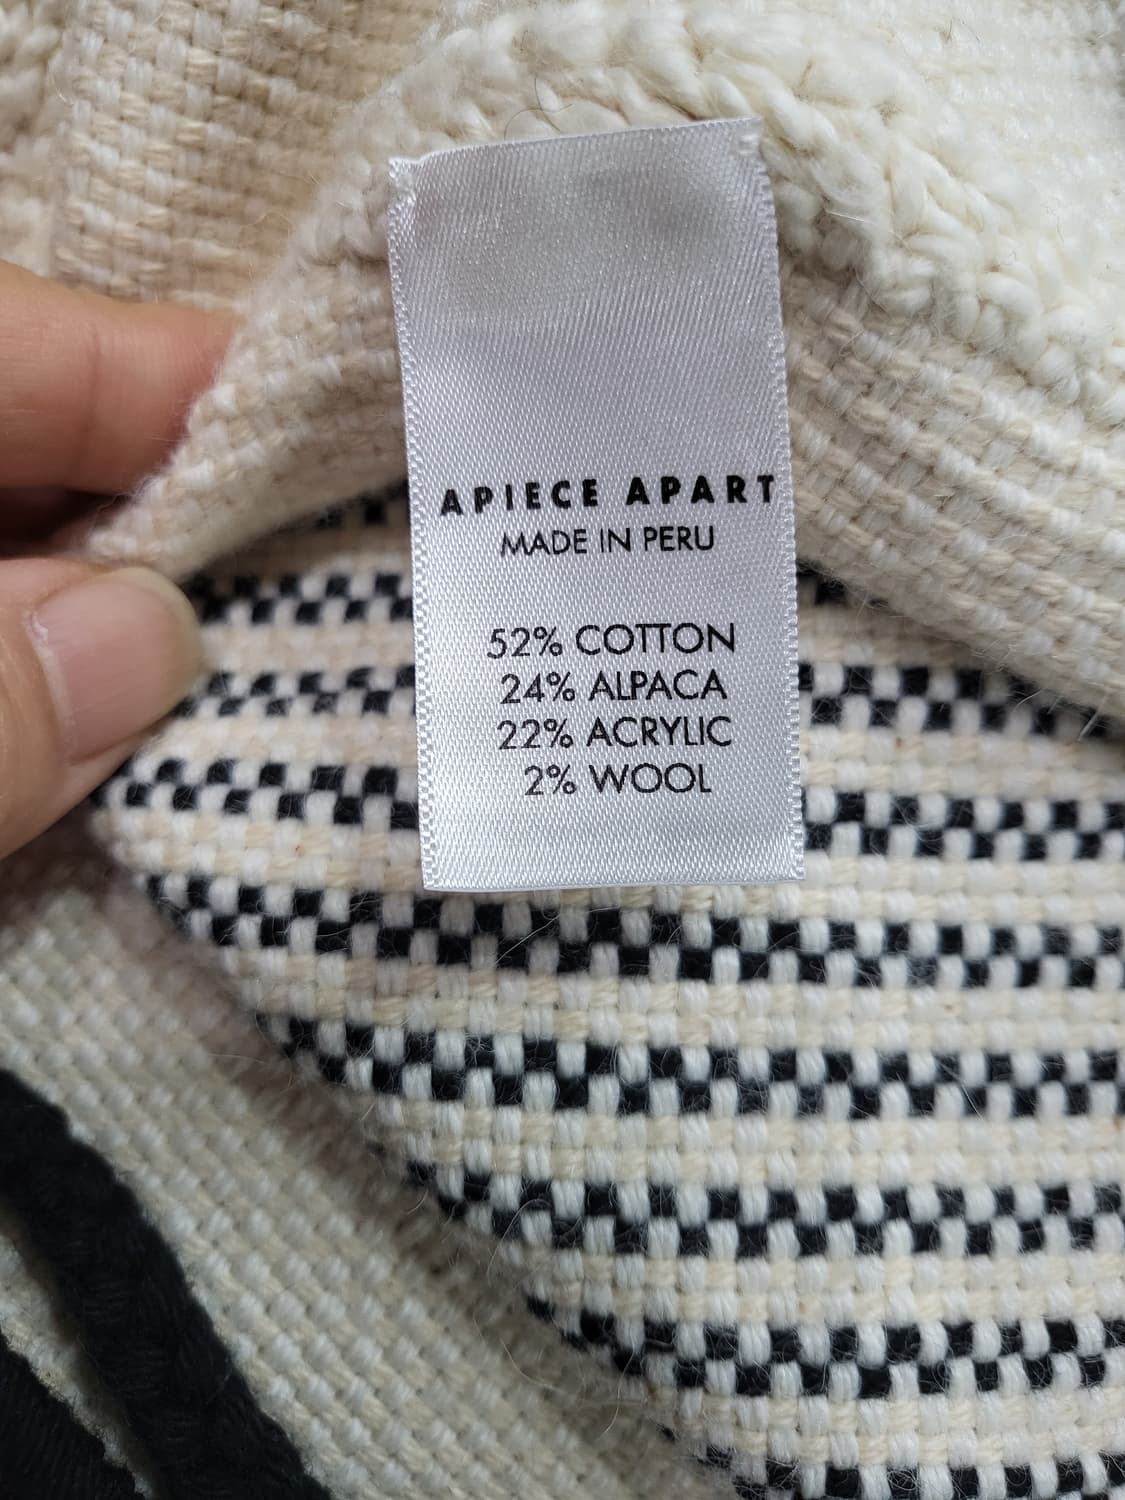 APIECE APART
MADE IN PERU
52% COTTON
24% ALPACA
22% ACRYLIC
2% WOOL